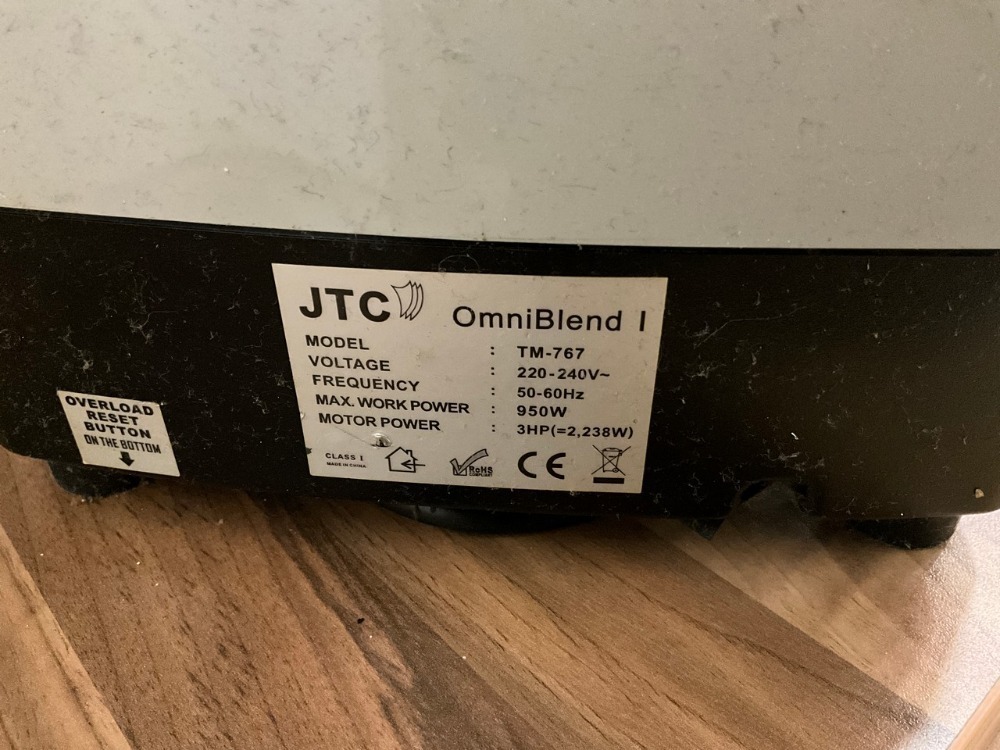 JTC
OmniBlend I
MODEL : TM-767
VOLTAGE : 220-240V~
FREQUENCY : 50-60Hz
MAX. WORK POWER : 950W
MOTOR POWER : 3HP(=2,238W)
CLASS I
MADE IN CHINA
RoHS
COMPLIANT
CE
OVERLOAD
RESET
BUTTON
ON THE BOTTOM